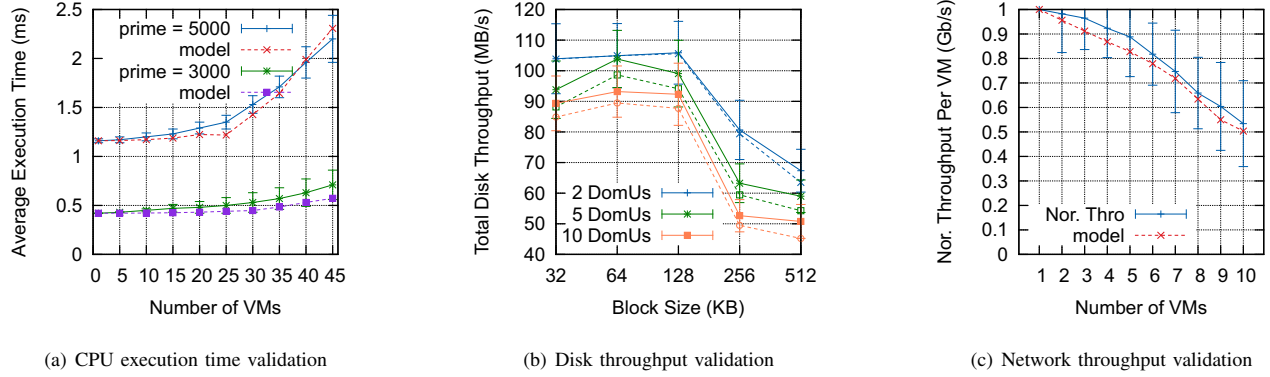 Average Execution Time (ms)
2.5
2
1.5
1
0.5
0
prime = 5000
model
prime = 3000
model
0 5 10 15 20 25 30 35 40 45
Number of VMs
(a) CPU execution time validation
Total Disk Throughput (MB/s)
120
110
100
90
80
70
60
50
40
2 DomUs
5 DomUs
10 DomUs
32 64 128 256 512
Block Size (KB)
(b) Disk throughput validation
Nor. Throughput Per VM (Gb/s)
1
0.9
0.8
0.7
0.6
0.5
0.4
0.3
0.2
0.1
0
Nor. Thro
model
1 2 3 4 5 6 7 8 9 10
Number of VMs
(c) Network throughput validation